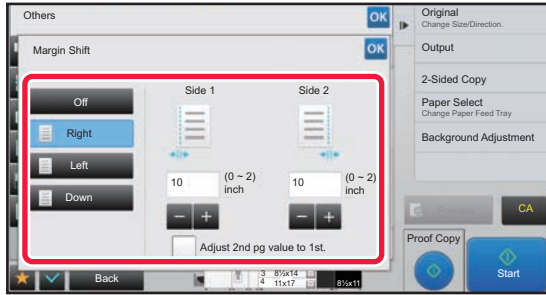 Others
OK
Margin Shift
OK
Off
Right
Left
Down
Side 1
Side 2
10
(0 ~ 2)
inch
10
(0 ~ 2)
inch
Adjust 2nd pg value to 1st.
Back
3 8½x14
4 11x17
8½x11
Original
Change Size/Direction.
Output
2-Sided Copy
Paper Select
Change Paper Feed Tray
Background Adjustment
CA
Proof Copy
Start